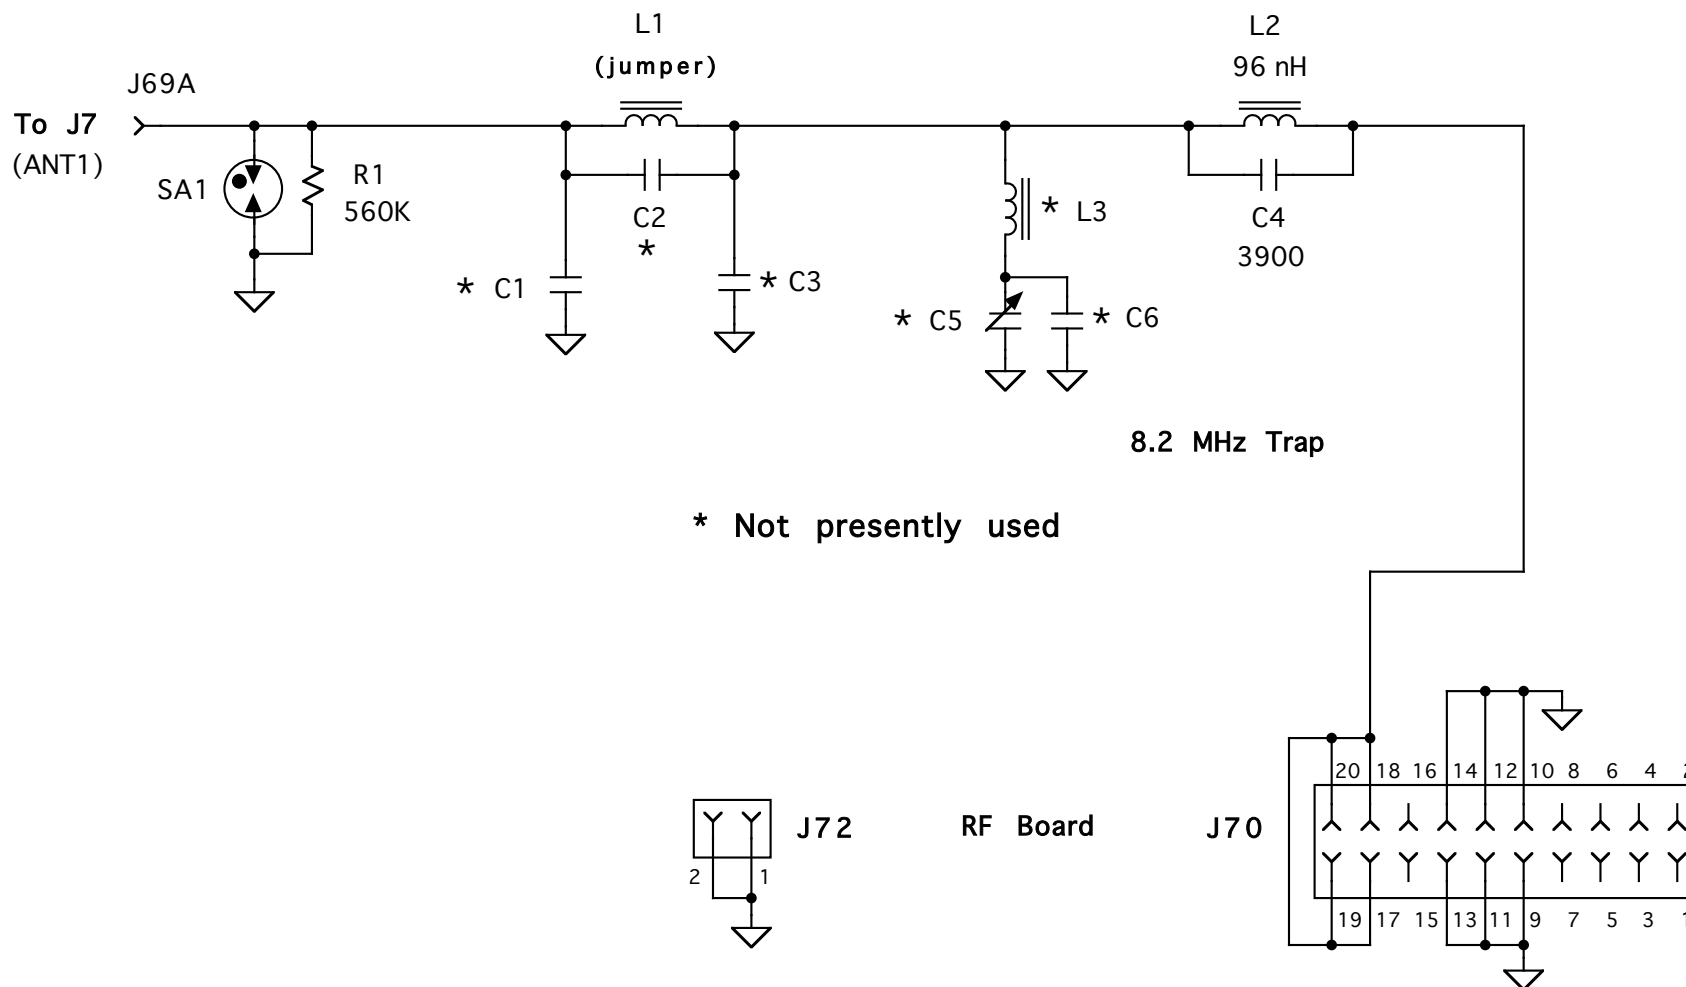 L1
(jumper)
L2
96 nH
J69A
To J7
(ANT1)
SA1
R1
560K
C2
*
* C1
* C3
* L3
* C5
* C6
C4
3900
8.2 MHz Trap
* Not presently used
20 18 16 14 12 10 8 6 4 2
J72
RF Board
J70
2 1
19 17 15 13 11 9 7 5 3 1